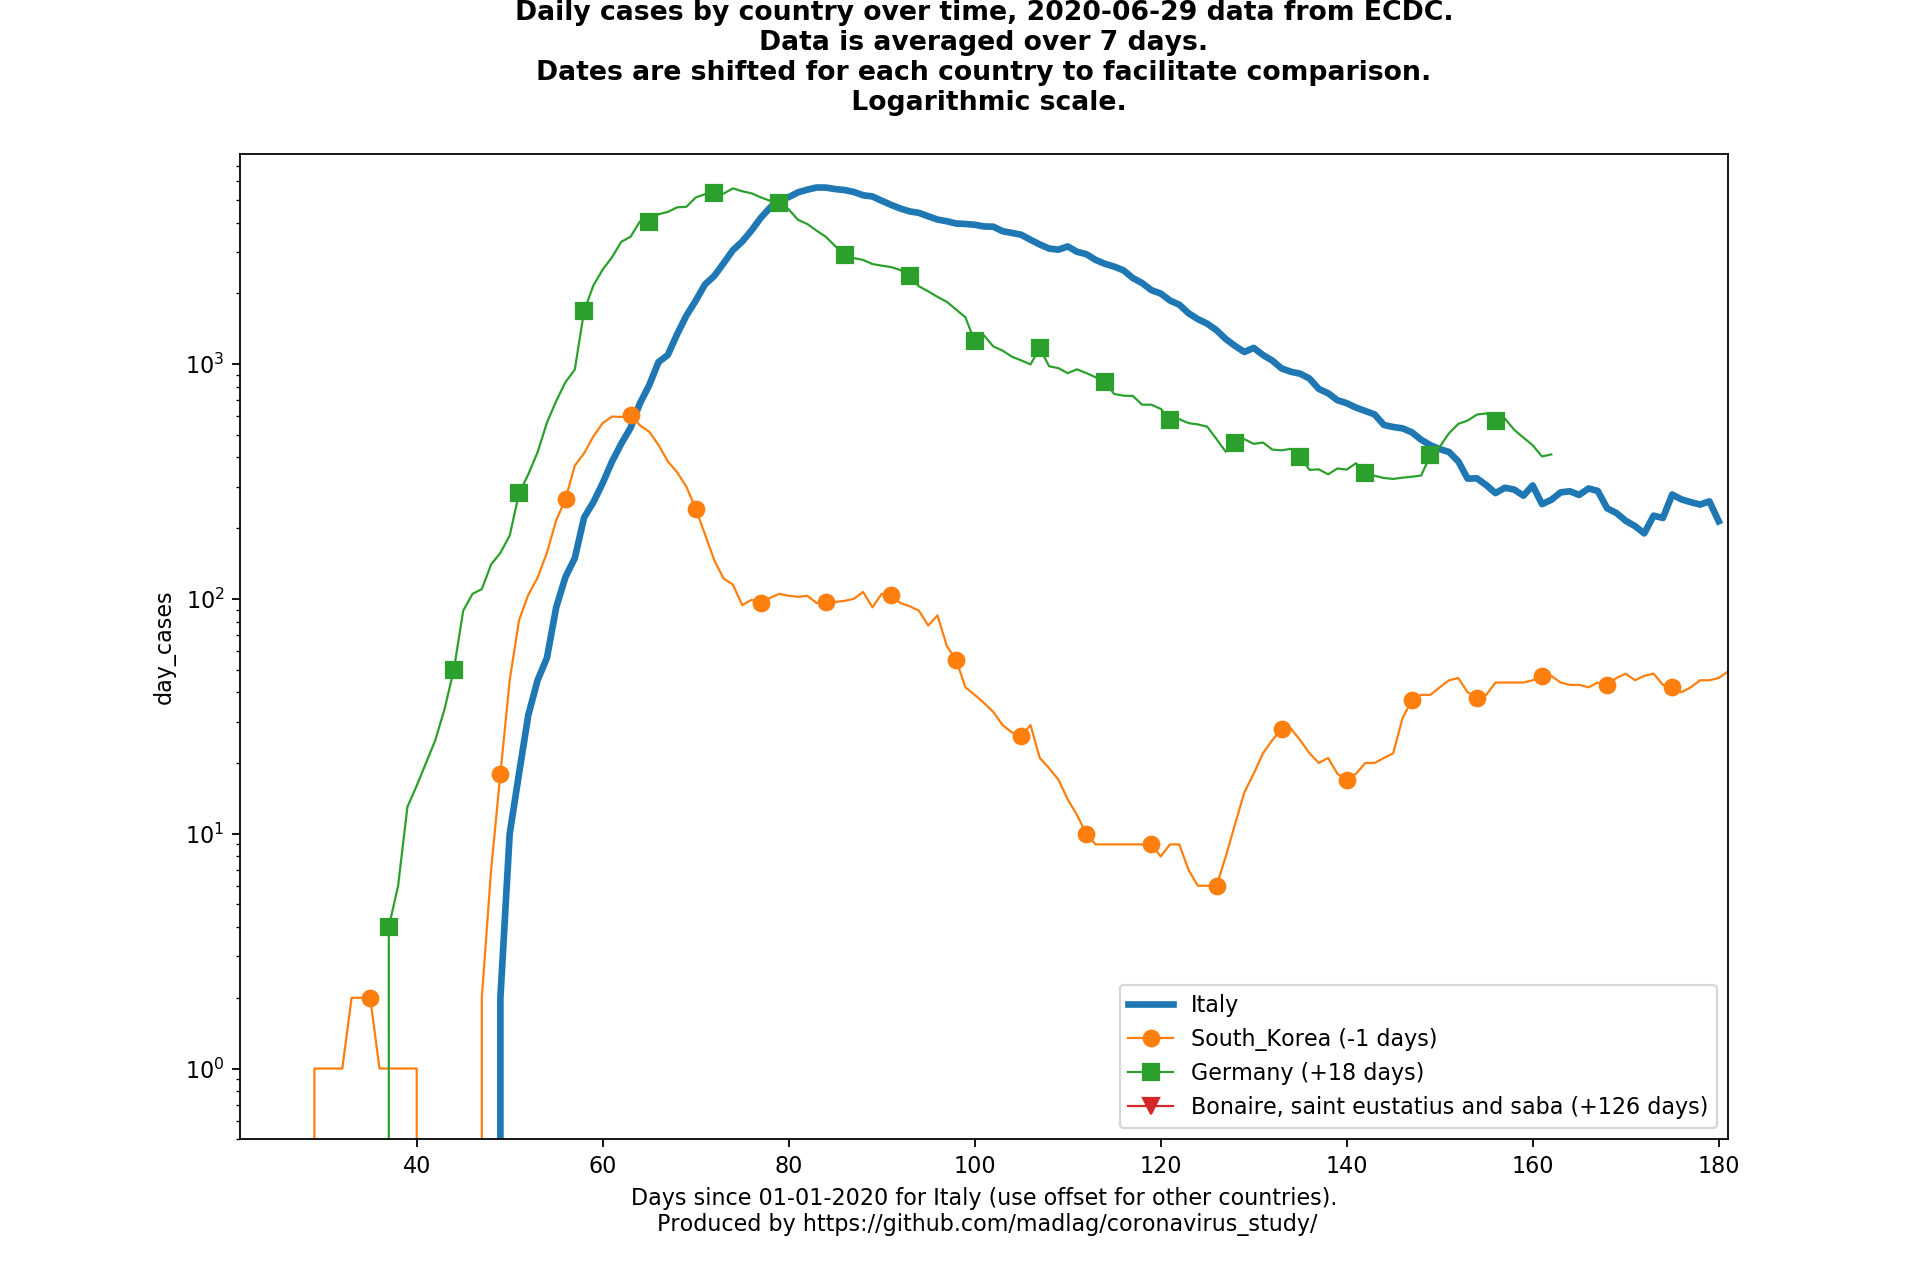 Daily cases by country over time, 2020-06-29 data from ECDC.
Data is averaged over 7 days.
Dates are shifted for each country to facilitate comparison.
Logarithmic scale.
10³
10²
10¹
10⁰
day_cases
Italy
South_Korea (-1 days)
Germany (+18 days)
Bonaire, saint eustatius and saba (+126 days)
40 60 80 100 120 140 160 180
Days since 01-01-2020 for Italy (use offset for other countries).
Produced by https://github.com/madlag/coronavirus_study/